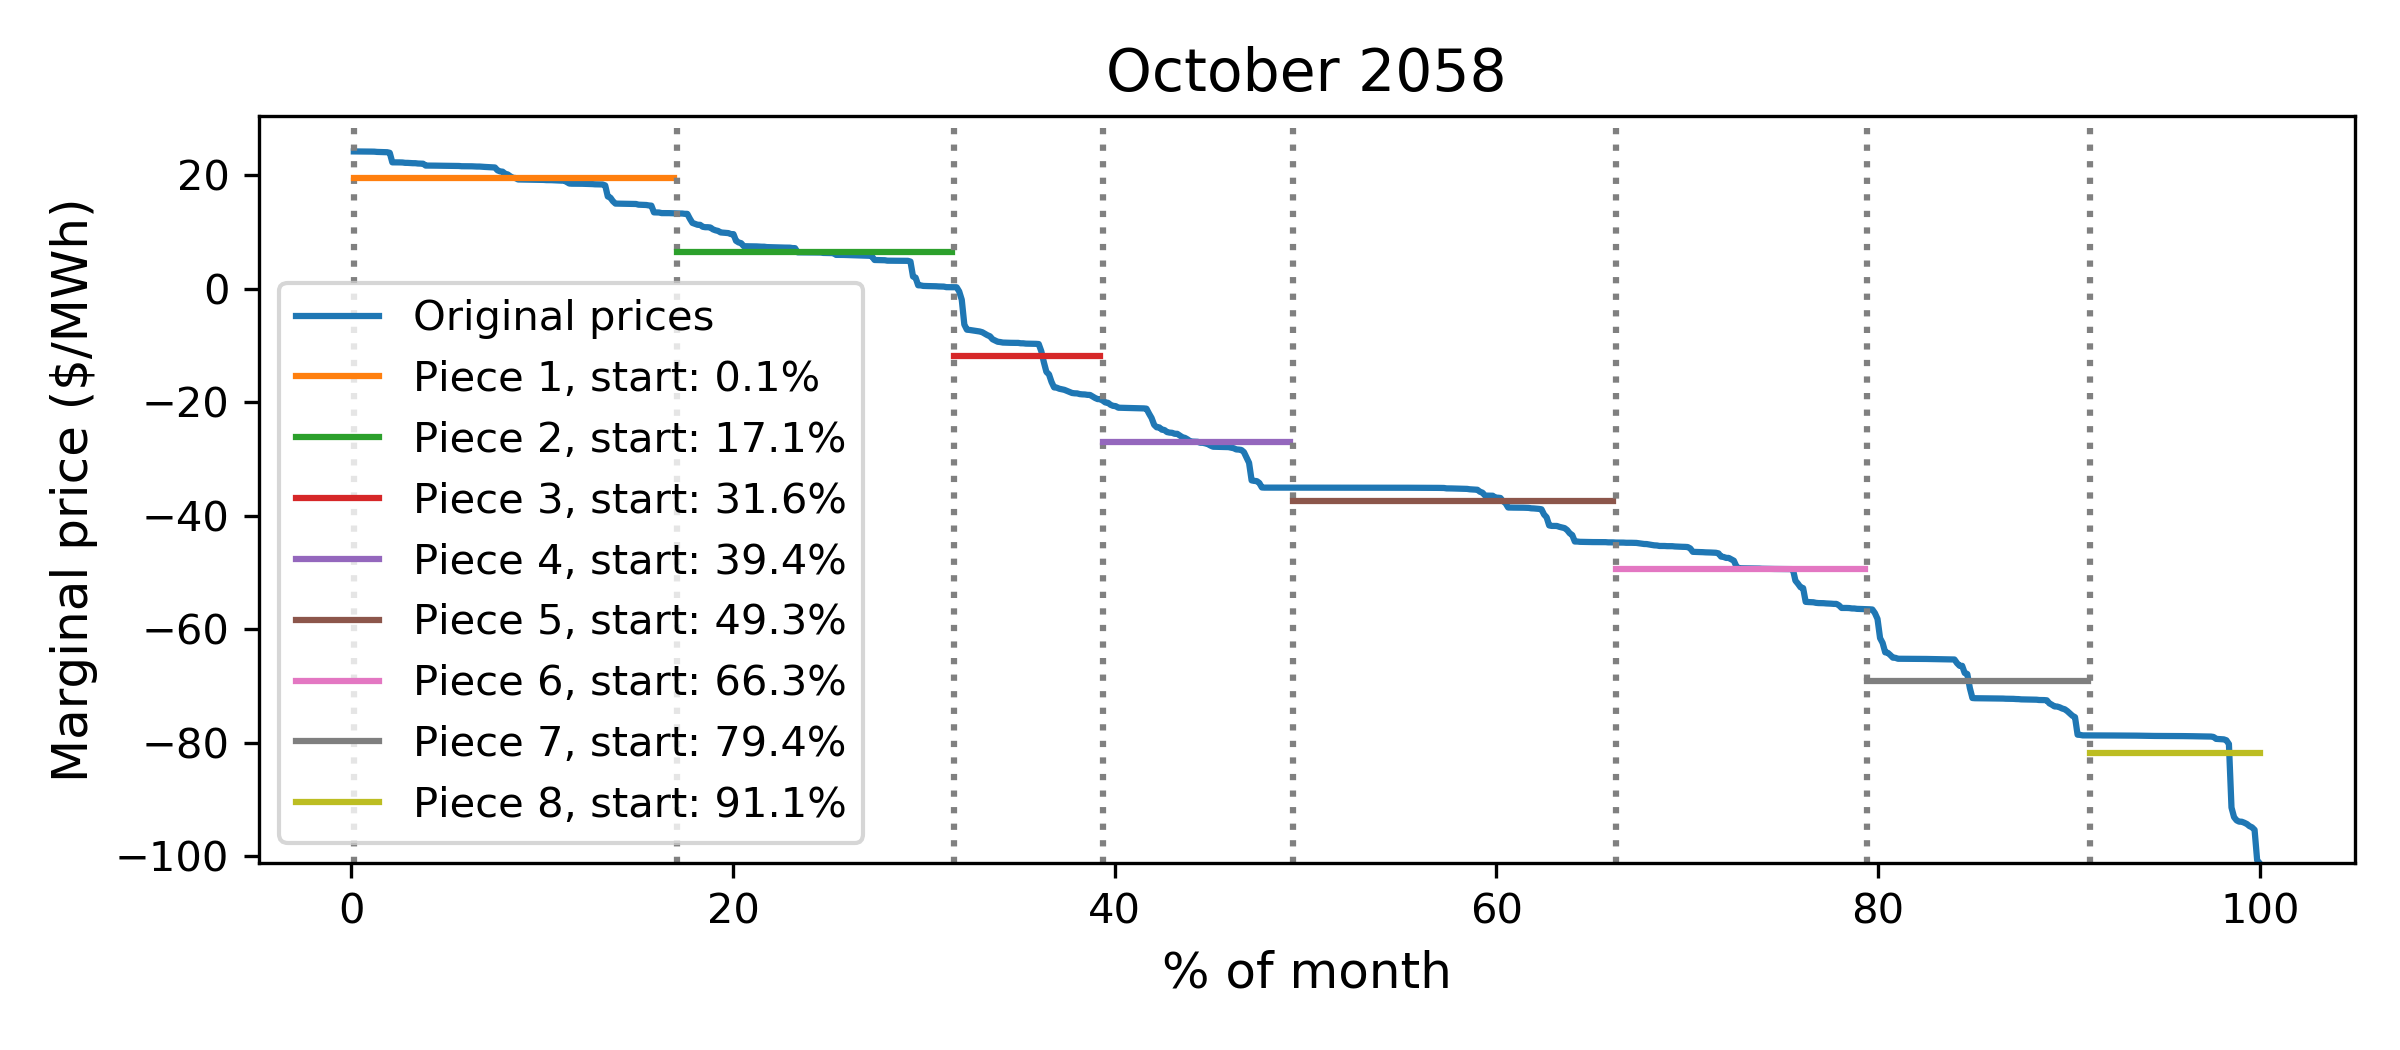 October 2058
Marginal price ($/MWh)
20
0
−20
−40
−60
−80
−100
Original prices
Piece 1, start: 0.1%
Piece 2, start: 17.1%
Piece 3, start: 31.6%
Piece 4, start: 39.4%
Piece 5, start: 49.3%
Piece 6, start: 66.3%
Piece 7, start: 79.4%
Piece 8, start: 91.1%
0 20 40 60 80 100
% of month